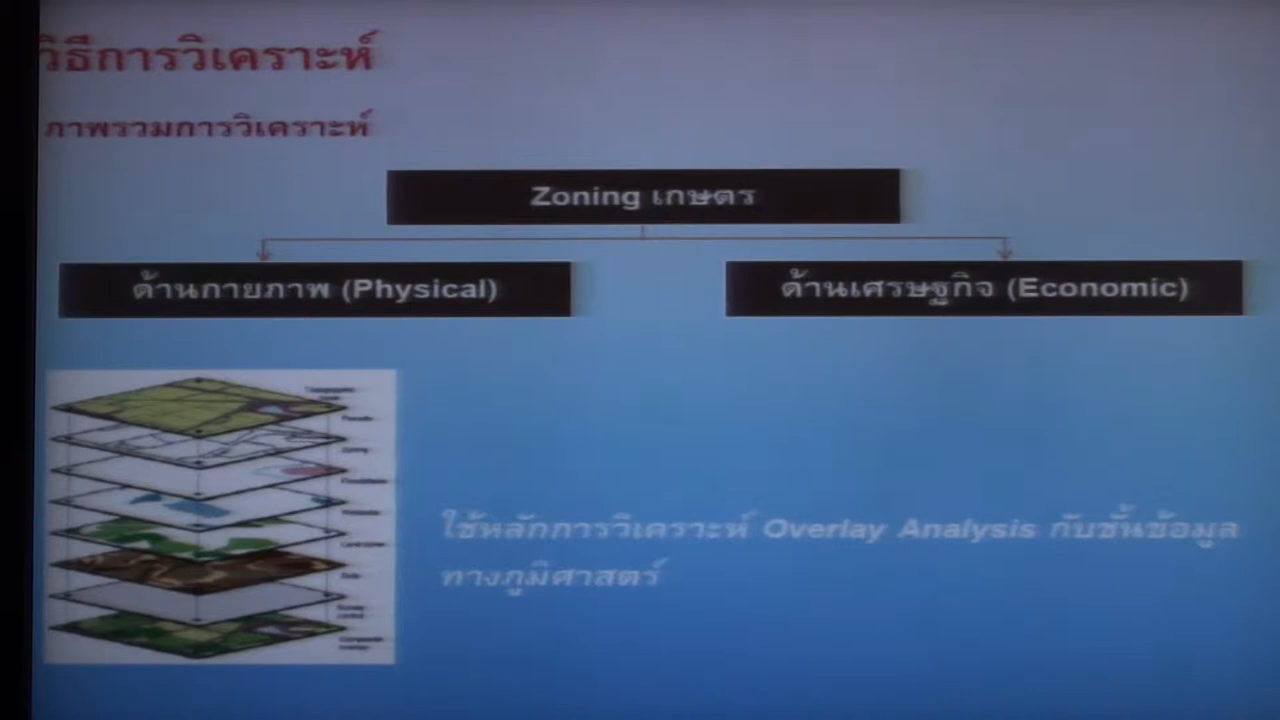 วิธีการวิเคราะห์
ภาพรวมการวิเคราะห์
Zoning เกษตร
ด้านกายภาพ (Physical)
ด้านเศรษฐกิจ (Economic)
ใช้หลักการวิเคราะห์ Overlay Analysis กับชั้นข้อมูล
ทางภูมิศาสตร์